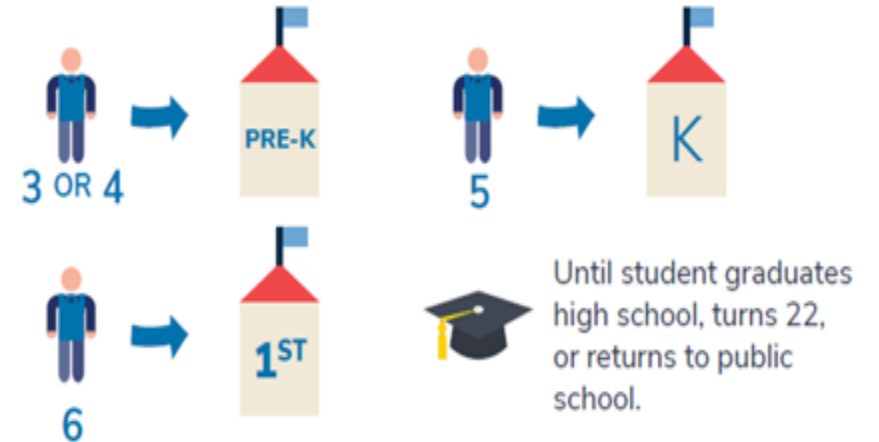 PRE-K
3 OR 4
K
5
1ST
6
Until student graduates
high school, turns 22,
or returns to public
school.